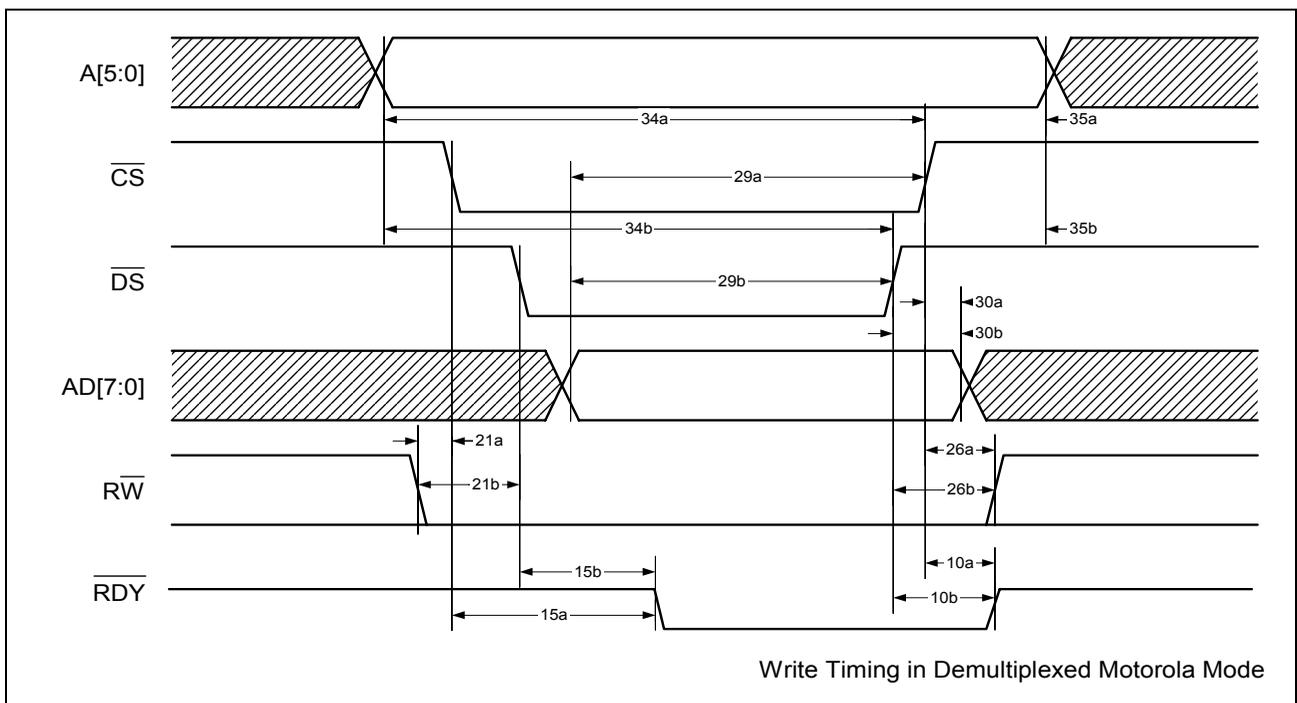 A[5:0]
34a
35a
CS
29a
34b
35b
DS
29b
30a
30b
AD[7:0]
21a
26a
RW
21b
26b
10a
15b
RDY
10b
15a
Write Timing in Demultiplexed Motorola Mode